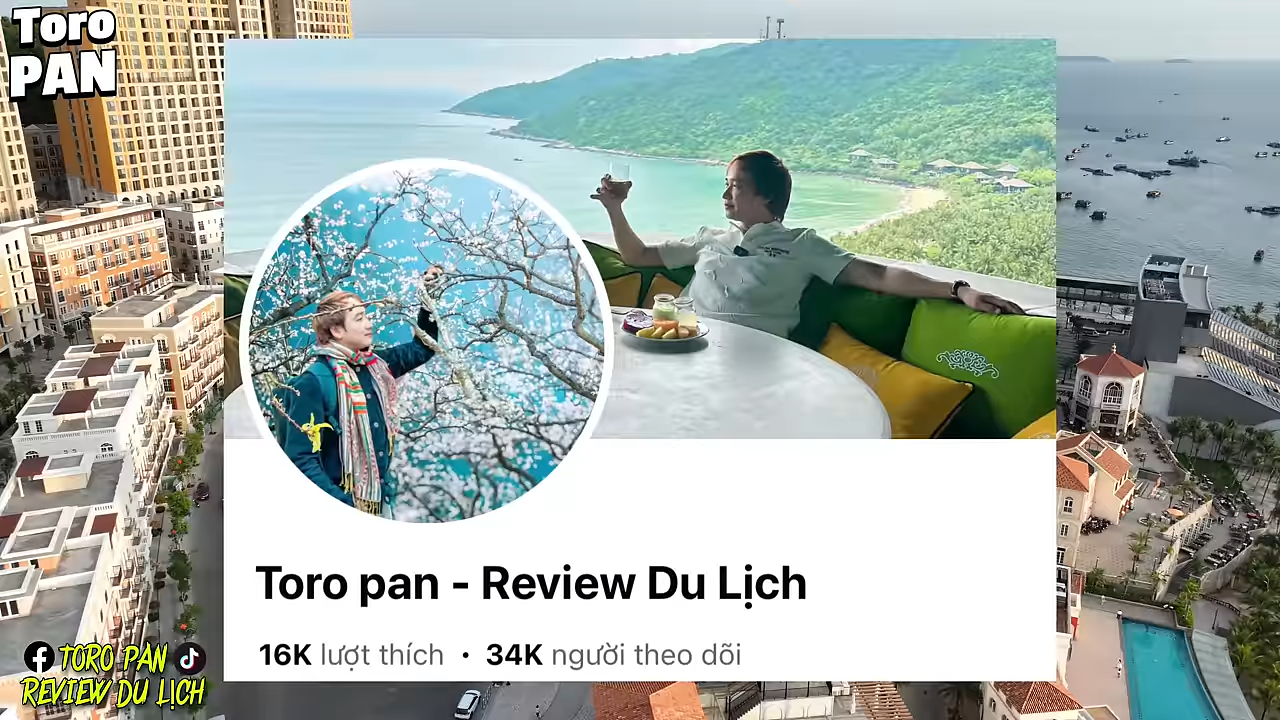 Toro
PAN
Toro pan - Review Du Lịch
16K lượt thích · 34K người theo dõi
TORO PAN
REVIEW DU LỊCH